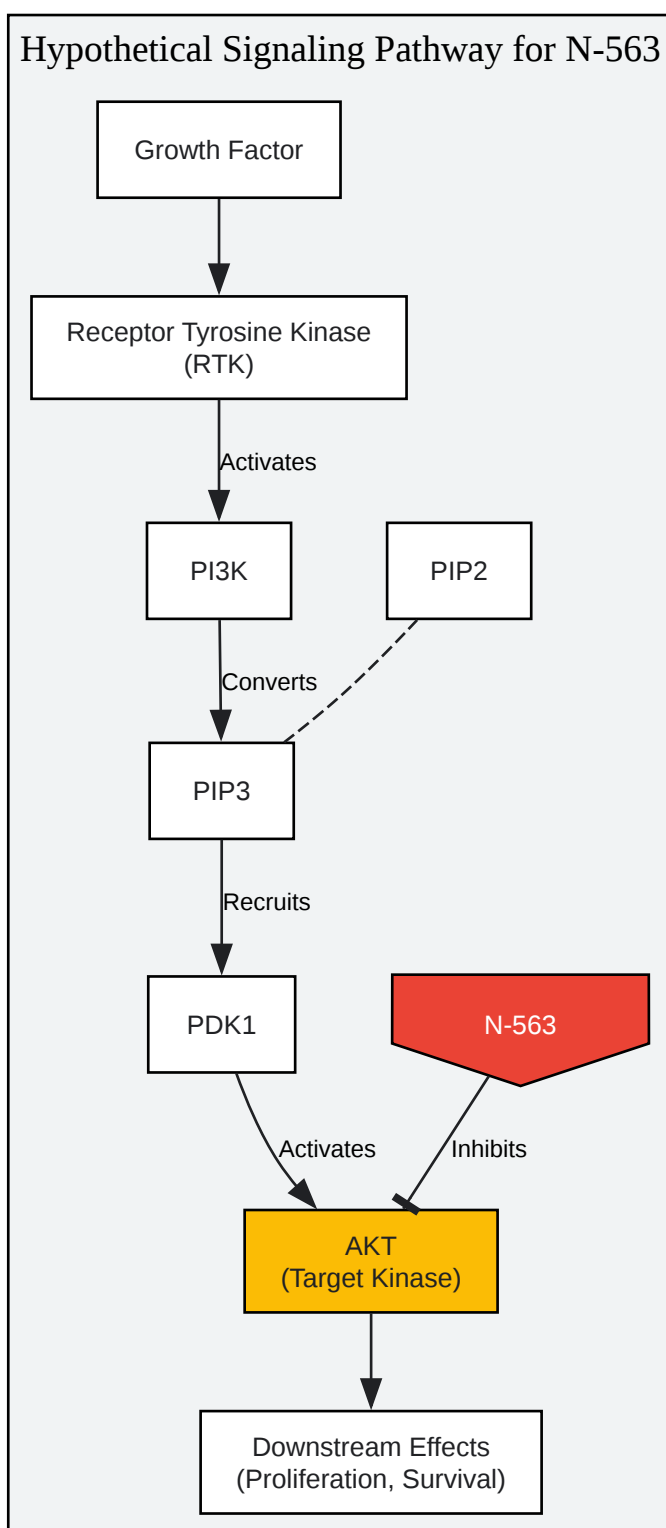 Hypothetical Signaling Pathway for N-563
Growth Factor
Receptor Tyrosine Kinase
(RTK)
Activates
PI3K
PIP2
Converts
PIP3
Recruits
PDK1
N-563
Activates
Inhibits
AKT
(Target Kinase)
Downstream Effects
(Proliferation, Survival)